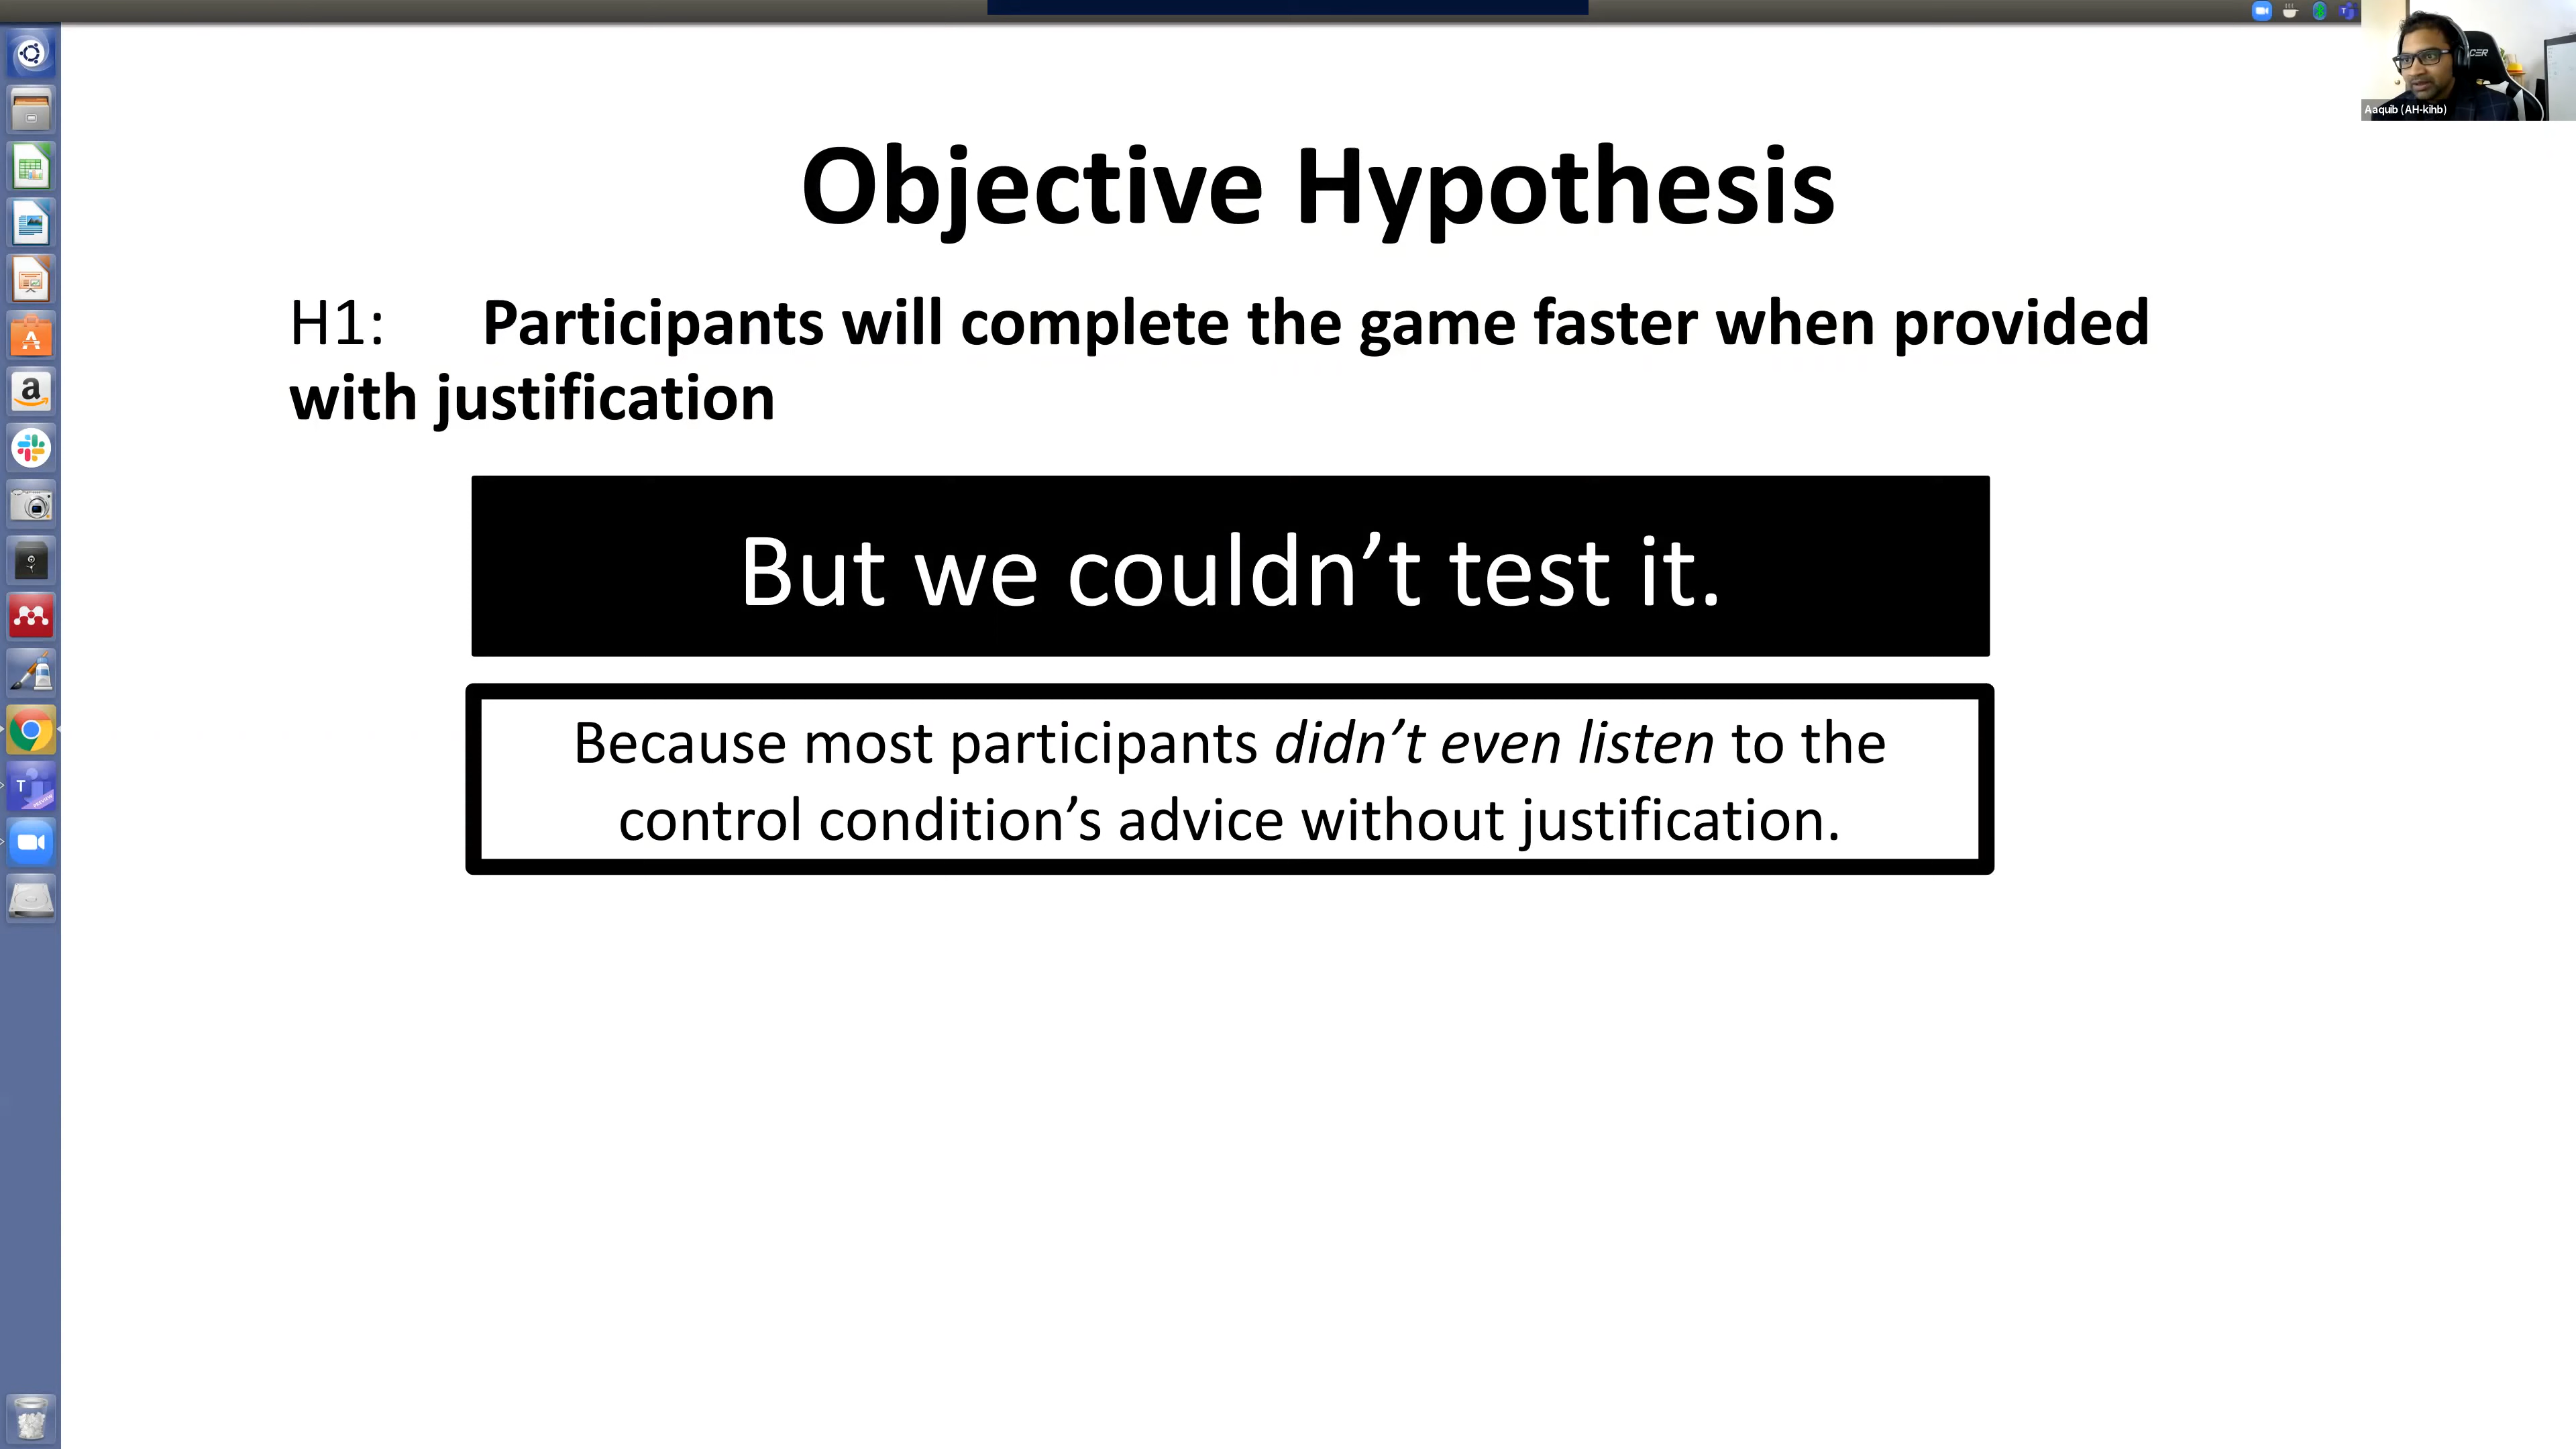 Aaquib (AH-kihb)
Objective Hypothesis
H1: Participants will complete the game faster when provided
with justification
But we couldn’t test it.
Because most participants didn’t even listen to the
control condition’s advice without justification.